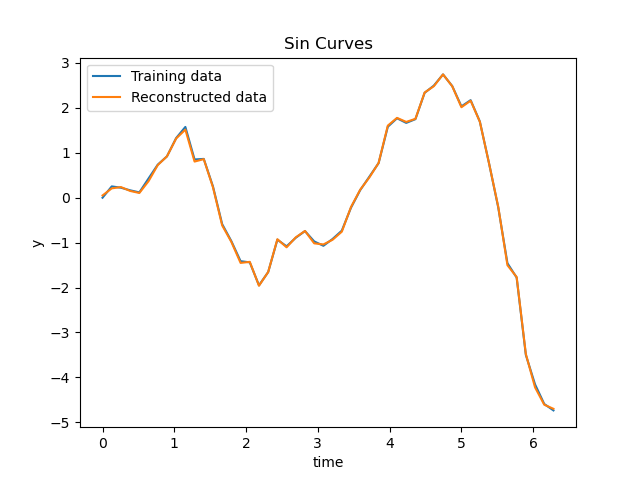 Sin Curves
Training data
Reconstructed data
3
2
1
0
−1
−2
−3
−4
−5
y
0 1 2 3 4 5 6
time